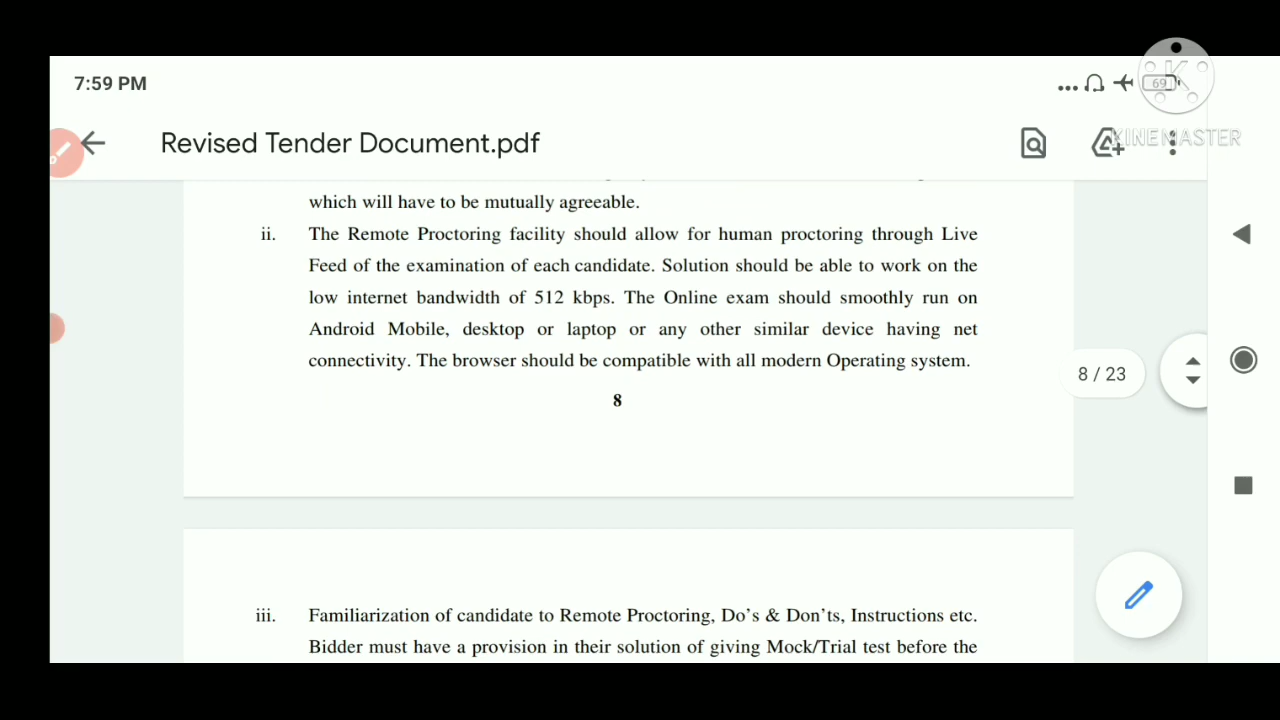 7:59 PM
69
KINEMASTER
Revised Tender Document.pdf
which will have to be mutually agreeable.
ii. The Remote Proctoring facility should allow for human proctoring through Live
Feed of the examination of each candidate. Solution should be able to work on the
low internet bandwidth of 512 kbps. The Online exam should smoothly run on
Android Mobile, desktop or laptop or any other similar device having net
connectivity. The browser should be compatible with all modern Operating system.
8 / 23
8
iii. Familiarization of candidate to Remote Proctoring, Do's & Don'ts, Instructions etc.
Bidder must have a provision in their solution of giving Mock/Trial test before the